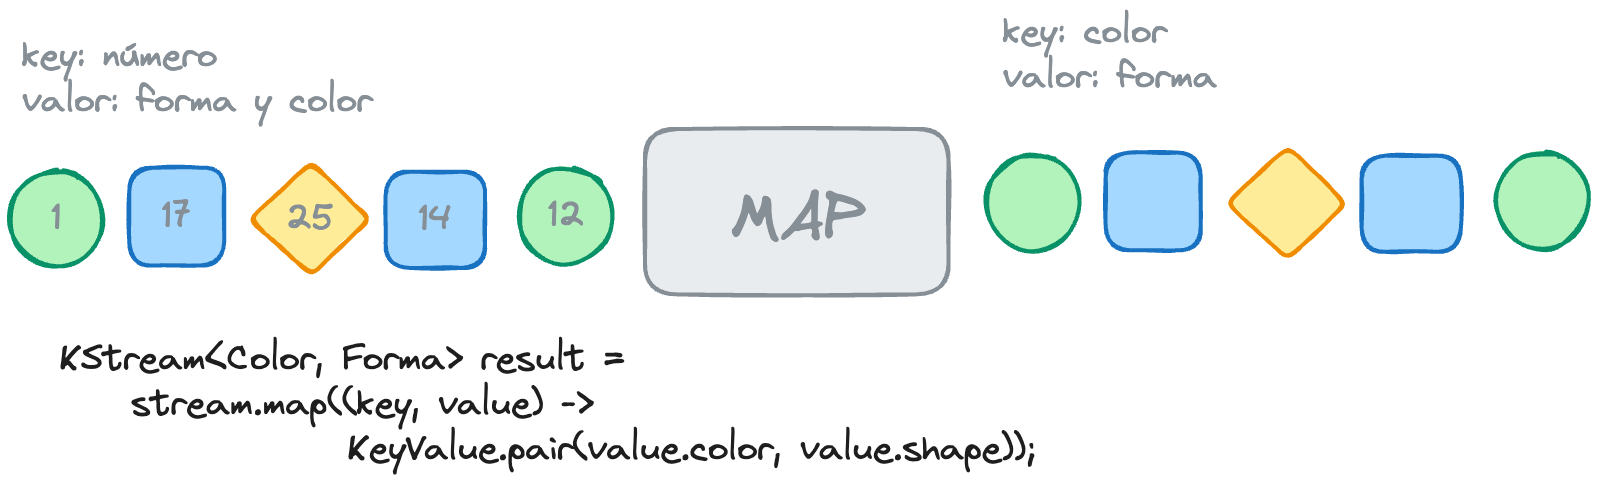 key: número
valor: forma y color
key: color
valor: forma
1
17
25
14
12
MAP
KStream<Color, Forma> result =
stream.map((key, value) ->
KeyValue.pair(value.color, value.shape));